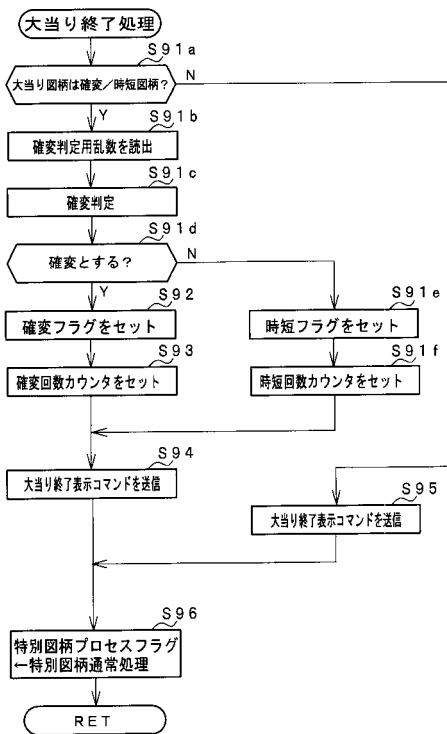 大当り終了処理
S91a
大当り図柄は確変／時短図柄？
N
Y
S91b
確変判定用乱数を読出
S91c
確変判定
S91d
確変とする？
N
Y
S92
確変フラグをセット
S91e
時短フラグをセット
S93
確変回数カウンタをセット
S91f
時短回数カウンタをセット
S94
大当り終了表示コマンドを送信
S95
大当り終了表示コマンドを送信
S96
特別図柄プロセスフラグ
←特別図柄通常処理
RET